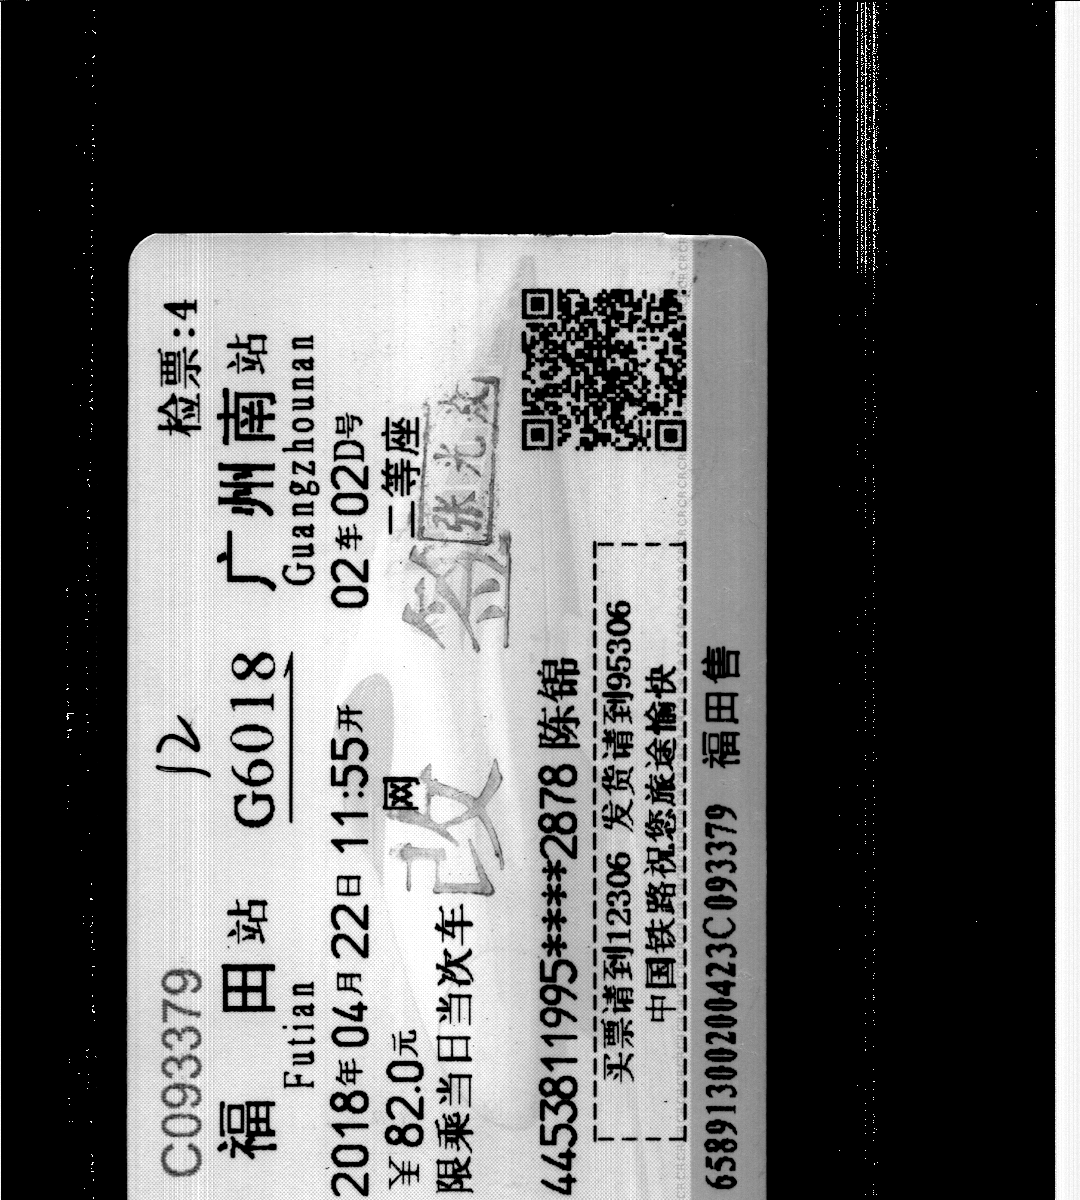 C093379
12
检票:4
福田站 G6018 广州南站
Futian Guangzhounan
2018年04月22日 11:55开 02车02D号
￥82.0元 网 二等座
限乘当日当次车
已改签
张光成
4453811995****2878 陈锦
买票请到12306 发货请到95306
中国铁路祝您旅途愉快
65891300200423C093379 福田售